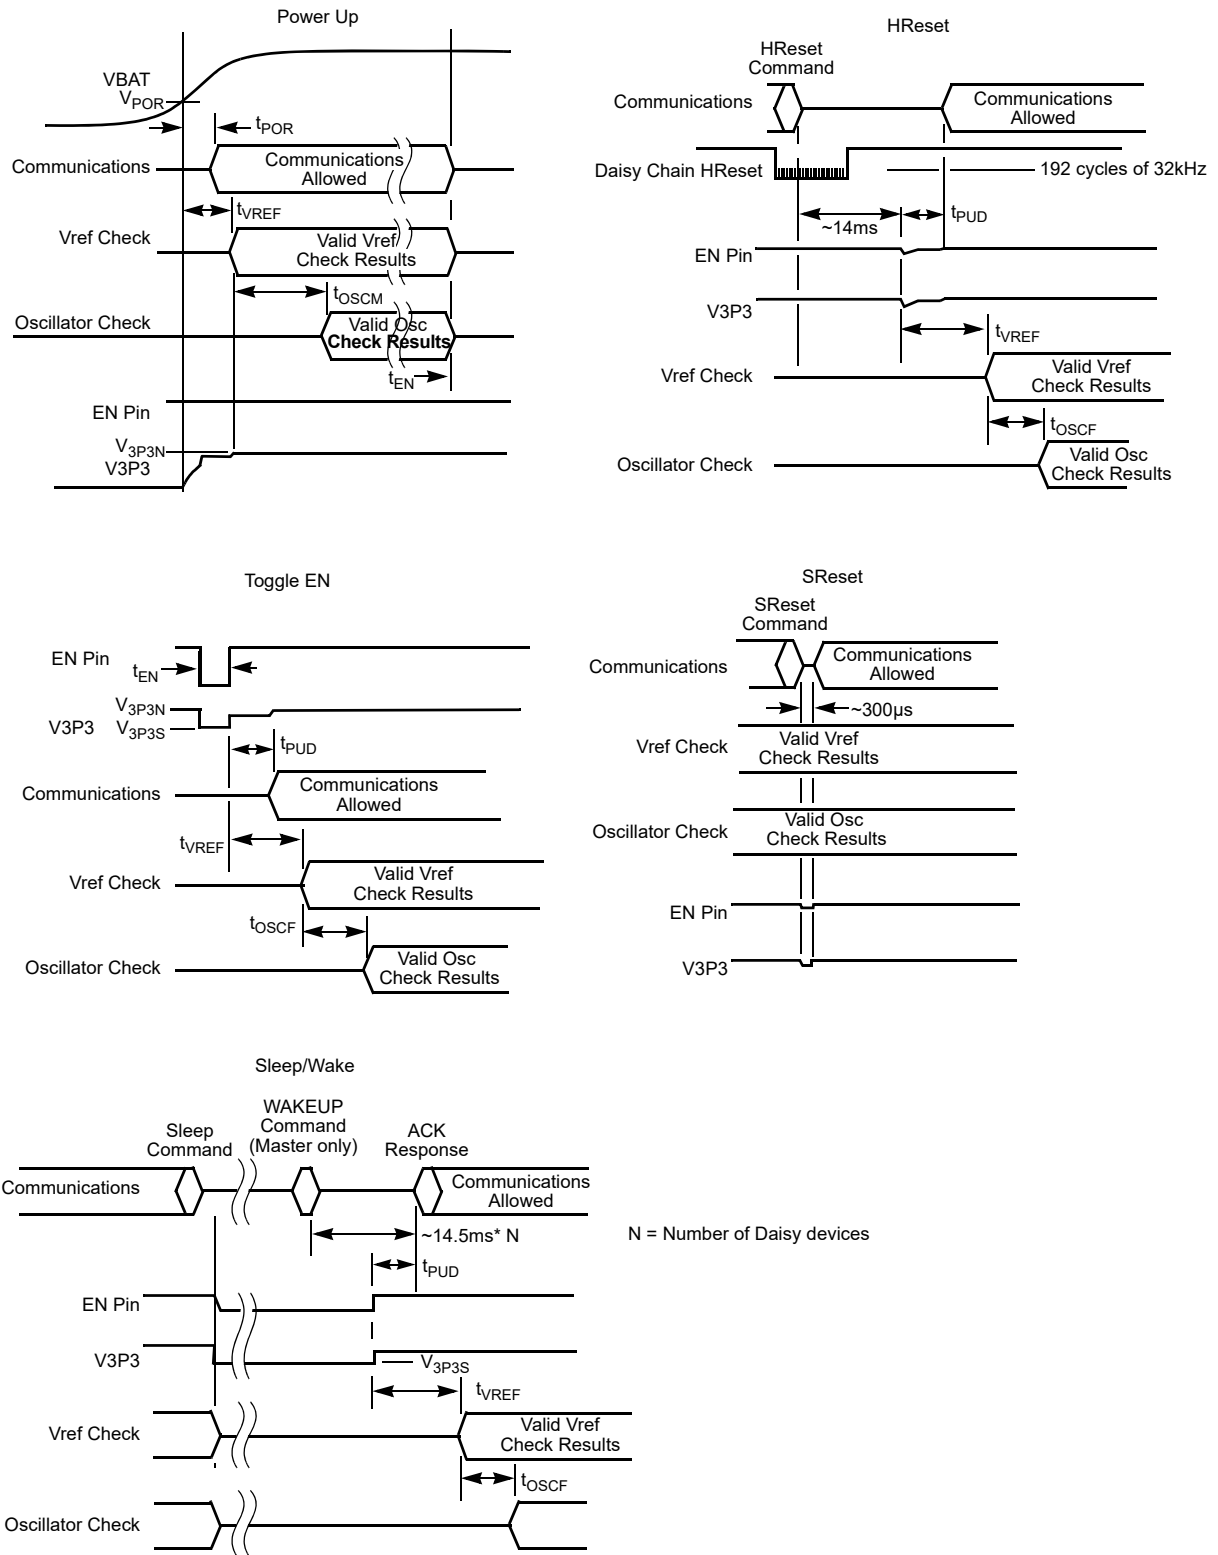 Power Up
VBAT
VPOR
tPOR
Communications
Communications
Allowed
tVREF
Vref Check
Valid Vref
Check Results
tOSCM
Oscillator Check
Valid Osc
Check Results
tEN
EN Pin
V3P3N
V3P3
HReset
HReset
Command
Communications
Communications
Allowed
Daisy Chain HReset
192 cycles of 32kHz
tPUD
~14ms
EN Pin
V3P3
tVREF
Vref Check
Valid Vref
Check Results
tOSCF
Oscillator Check
Valid Osc
Check Results
Toggle EN
EN Pin
tEN
V3P3N
V3P3
V3P3S
tPUD
Communications
Communications
Allowed
tVREF
Vref Check
Valid Vref
Check Results
tOSCF
Oscillator Check
Valid Osc
Check Results
SReset
SReset
Command
Communications
Communications
Allowed
~300µs
Vref Check
Valid Vref
Check Results
Oscillator Check
Valid Osc
Check Results
EN Pin
V3P3
Sleep/Wake
Sleep
Command
WAKEUP
Command
(Master only)
ACK
Response
Communications
Communications
Allowed
~14.5ms* N
N = Number of Daisy devices
tPUD
EN Pin
V3P3
V3P3S
tVREF
Vref Check
Valid Vref
Check Results
tOSCF
Oscillator Check